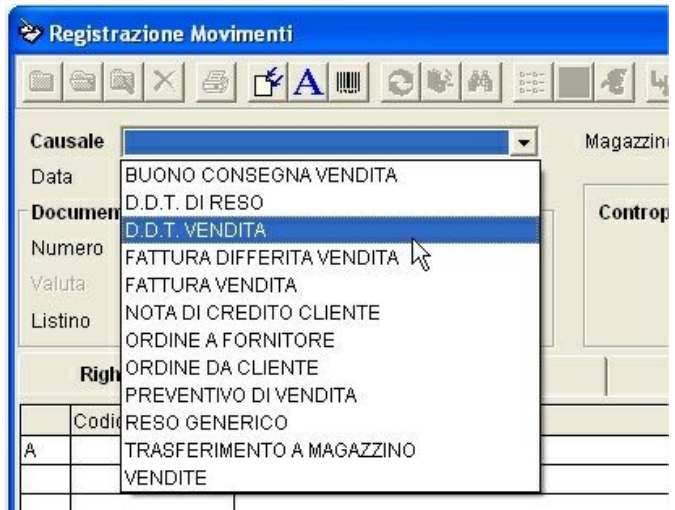 Registrazione Movimenti
A
Causale
Magazzin
Data
BUONO CONSEGNA VENDITA
D.D.T. DI RESO
Documen
D.D.T. VENDITA
Controp
Numero
FATTURA DIFFERITA VENDITA
Valuta
FATTURA VENDITA
NOTA DI CREDITO CLIENTE
Listino
ORDINE A FORNITORE
ORDINE DA CLIENTE
Righ
PREVENTIVO DI VENDITA
Codic
RESO GENERICO
A
TRASFERIMENTO A MAGAZZINO
VENDITE